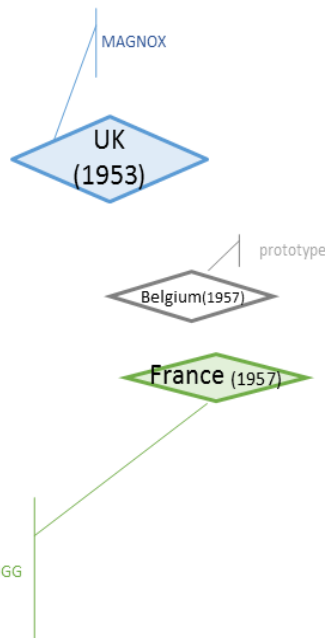 MAGNOX
UK
(1953)
prototype
Belgium(1957)
France (1957)
GG